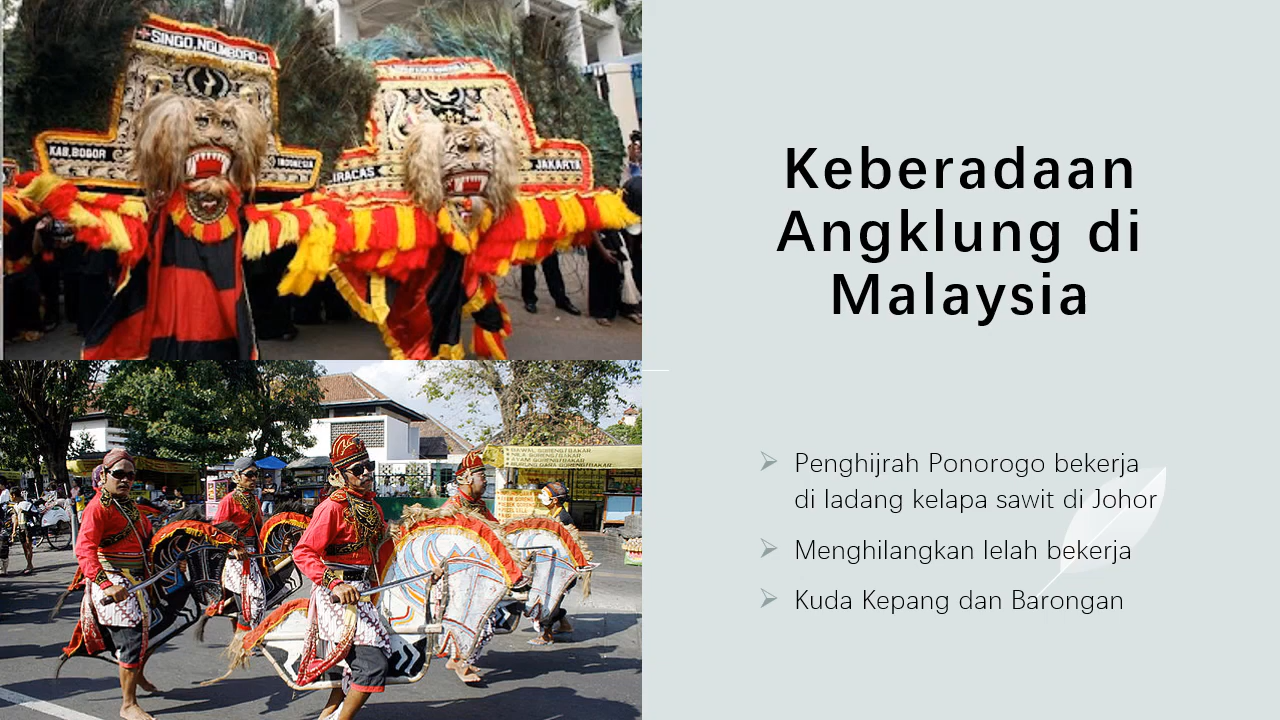 SINGO.NGUMBORO
KAB.BOGOR
INDONESIA
JAKARTA
Keberadaan
Angklung di
Malaysia
Penghijrah Ponorogo bekerja
di ladang kelapa sawit di Johor
Menghilangkan lelah bekerja
Kuda Kepang dan Barongan